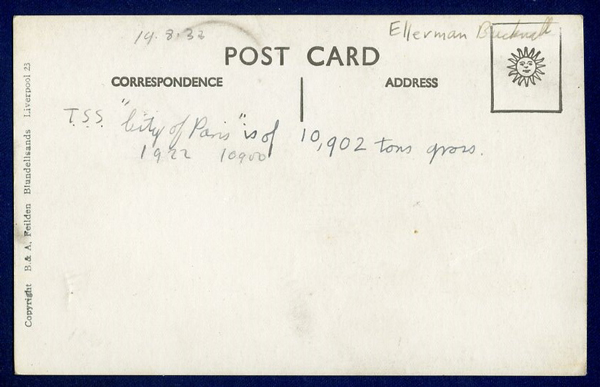 19.8.32
Ellerman Bucknall
POST CARD
CORRESPONDENCE
ADDRESS
T.S.S. "City of Paris" is of 10,902 tons gross.
1922 10900
Copyright B. & A. Feilden Blundellsands Liverpool 23